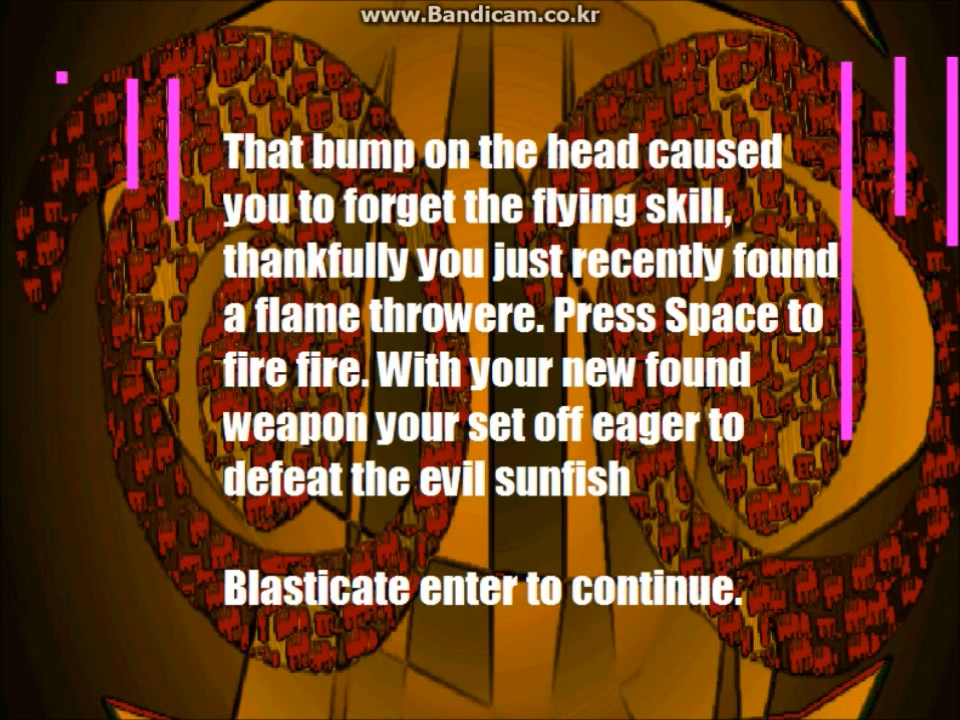 www.Bandicam.co.kr
That bump on the head caused
you to forget the flying skill,
thankfully you just recently found
a flame throwere. Press Space to
fire fire. With your new found
weapon your set off eager to
defeat the evil sunfish
Blasticate enter to continue.